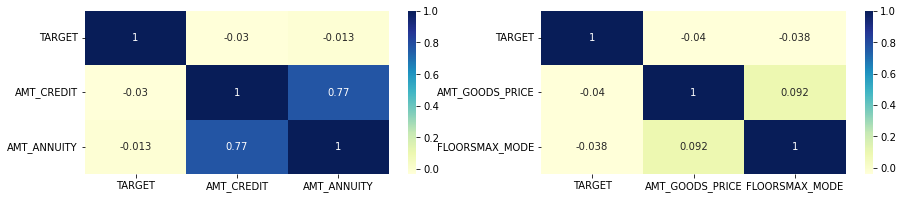 TARGET 1 -0.03 -0.013
AMT_CREDIT -0.03 1 0.77
AMT_ANNUITY -0.013 0.77 1
TARGET AMT_CREDIT AMT_ANNUITY
1.0
0.8
0.6
0.4
0.2
0.0
TARGET 1 -0.04 -0.038
AMT_GOODS_PRICE -0.04 1 0.092
FLOORSMAX_MODE -0.038 0.092 1
TARGET AMT_GOODS_PRICE FLOORSMAX_MODE
1.0
0.8
0.6
0.4
0.2
0.0